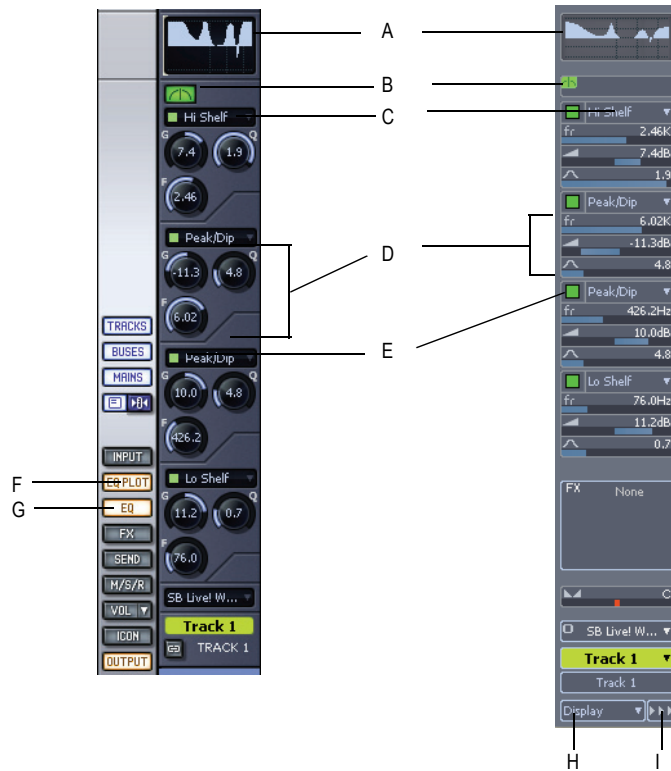 A
B
C
D
E
F
G
H
I
Hi Shelf
G
Q
7.4
1.9
F
2.46
Peak/Dip
G
Q
-11.3
4.8
F
6.02
Peak/Dip
G
Q
10.0
4.8
F
426.2
Lo Shelf
G
Q
11.2
0.7
F
76.0
SB Live! W...
Track 1
TRACK 1
TRACKS
BUSES
MAINS
INPUT
EQ PLOT
EQ
FX
SEND
M/S/R
VOL
ICON
OUTPUT
Hi Shelf
fr 2.46K
7.4dB
1.9
Peak/Dip
fr 6.02K
-11.3dB
4.8
Peak/Dip
fr 426.2Hz
10.0dB
4.8
Lo Shelf
fr 76.0Hz
11.2dB
0.7
FX None
C
SB Live! W...
Track 1
Track 1
Display